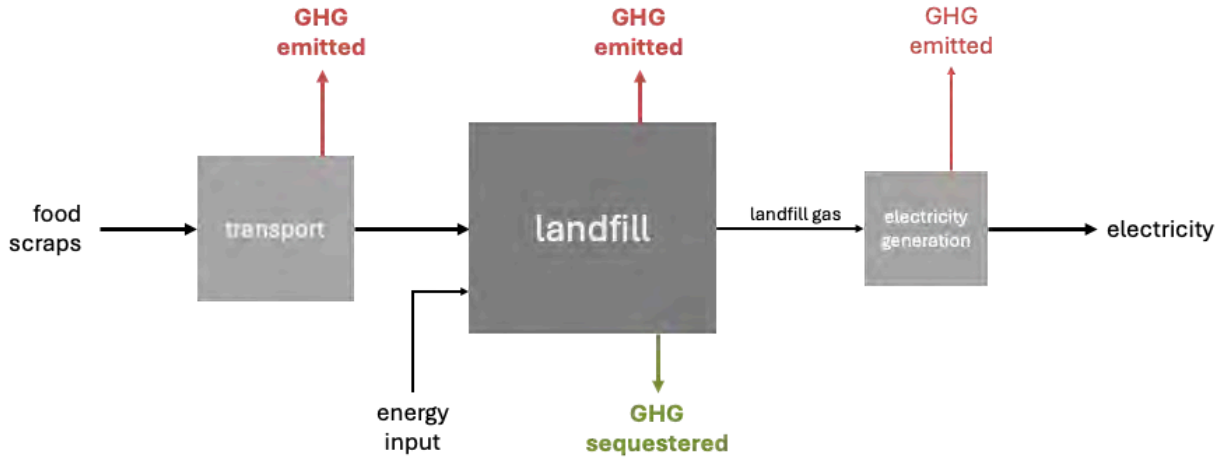 GHG
emitted
GHG
emitted
GHG
emitted
food
scraps
transport
landfill
landfill gas
electricity
generation
electricity
energy
input
GHG
sequestered